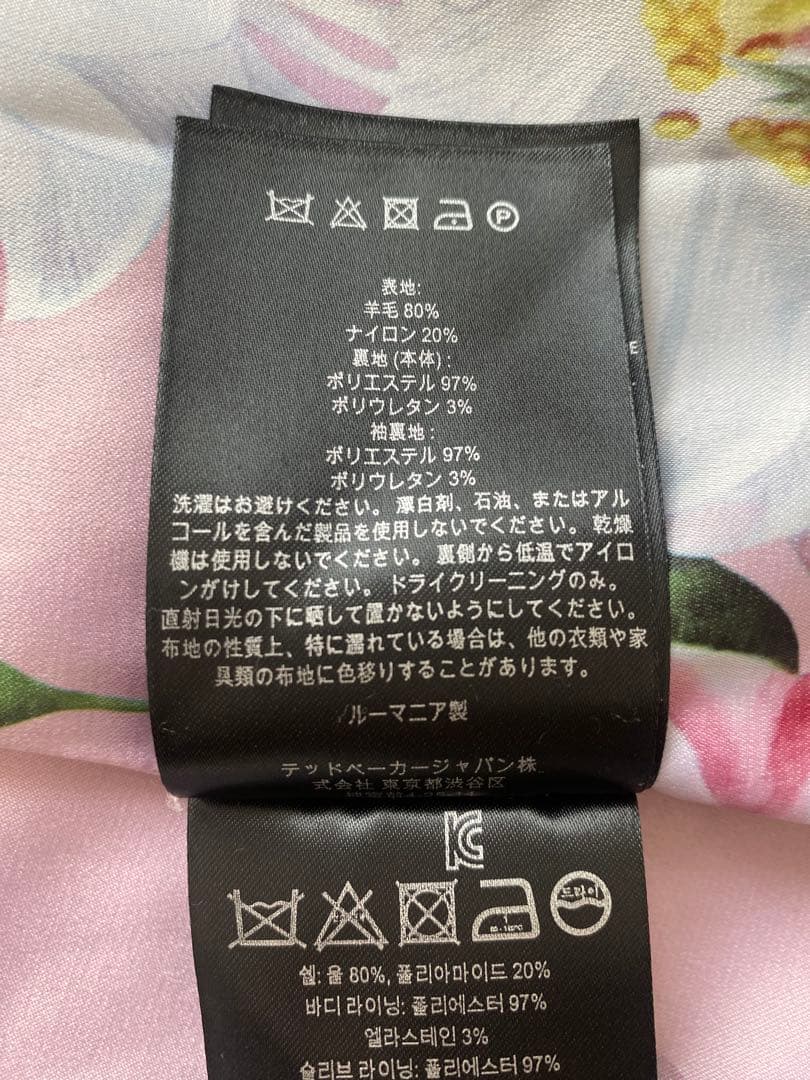 P
表地:
羊毛 80%
ナイロン 20%
裏地 (本体) :
ポリエステル 97%
ポリウレタン 3%
袖裏地 :
ポリエステル 97%
ポリウレタン 3%
洗濯はお避けください。漂白剤、石油、またはアル
コールを含んだ製品を使用しないでください。乾燥
機は使用しないでください。裏側から低温でアイロ
ンがけしてください。ドライクリーニングのみ。
直射日光の下に晒して置かないようにしてください。
布地の性質上、特に濡れている場合は、他の衣類や家
具類の布地に色移りすることがあります。
ルーマニア製
テッドベーカージャパン株
式会社 東京都渋谷区
E
드라이
1
쉘: 울 80%, 폴리아마이드 20%
바디 라이닝: 폴리에스터 97%
엘라스테인 3%
슬리브 라이닝: 폴리에스터 97%